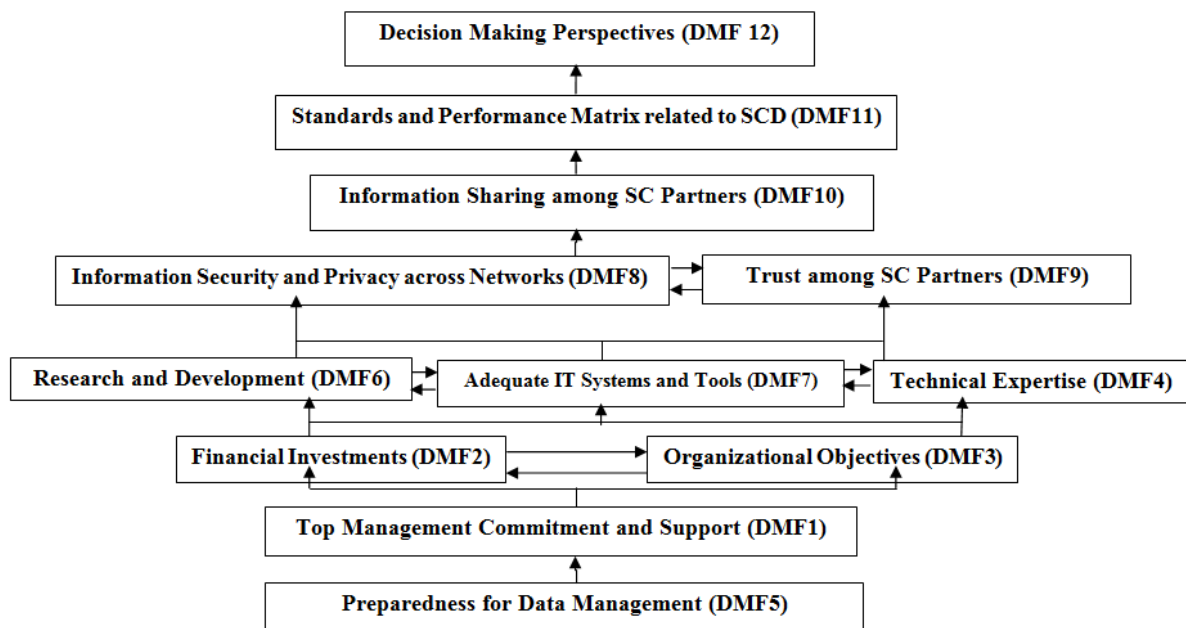 Decision Making Perspectives (DMF 12)
Standards and Performance Matrix related to SCD (DMF11)
Information Sharing among SC Partners (DMF10)
Information Security and Privacy across Networks (DMF8)
Trust among SC Partners (DMF9)
Research and Development (DMF6)
Adequate IT Systems and Tools (DMF7)
Technical Expertise (DMF4)
Financial Investments (DMF2)
Organizational Objectives (DMF3)
Top Management Commitment and Support (DMF1)
Preparedness for Data Management (DMF5)